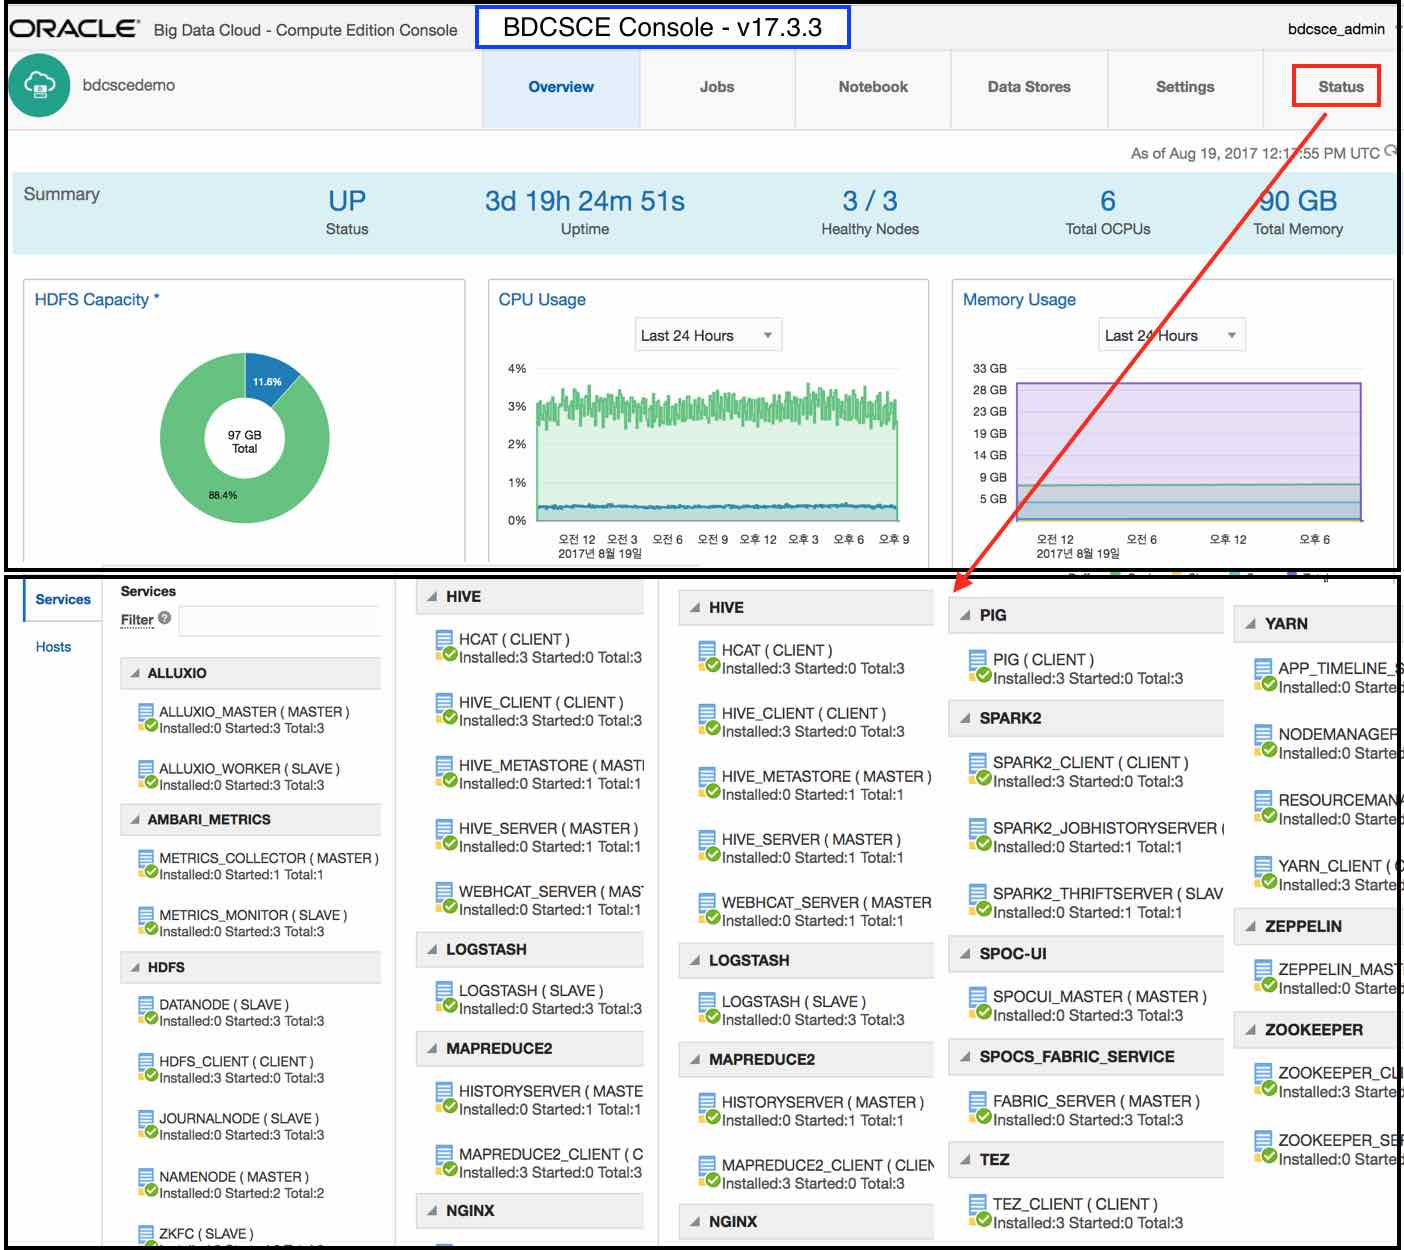 ORACLE Big Data Cloud - Compute Edition Console
BDCSCE Console - v17.3.3
bdcsce_admin
bdcscedemo
Overview
Jobs
Notebook
Data Stores
Settings
Status
As of Aug 19, 2017 12:17:55 PM UTC
Summary
UP
Status
3d 19h 24m 51s
Uptime
3 / 3
Healthy Nodes
6
Total OCPUs
90 GB
Total Memory
HDFS Capacity *
11.6%
97 GB
Total
88.4%
CPU Usage
Last 24 Hours
4%
3%
2%
1%
0%
오전 12 오전 3 오전 6 오전 9 오후 12 오후 3 오후 6 오후 9
2017년 8월 19일
Memory Usage
Last 24 Hours
33 GB
28 GB
23 GB
19 GB
14 GB
9 GB
5 GB
오전 12 오전 6 오후 12 오후 6
2017년 8월 19일
Services
Hosts
Services
Filter ?
ALLUXIO
ALLUXIO_MASTER ( MASTER )
Installed:0 Started:3 Total:3
ALLUXIO_WORKER ( SLAVE )
Installed:0 Started:3 Total:3
AMBARI_METRICS
METRICS_COLLECTOR ( MASTER )
Installed:0 Started:1 Total:1
METRICS_MONITOR ( SLAVE )
Installed:0 Started:3 Total:3
HDFS
DATANODE ( SLAVE )
Installed:0 Started:3 Total:3
HDFS_CLIENT ( CLIENT )
Installed:3 Started:0 Total:3
JOURNALNODE ( SLAVE )
Installed:0 Started:3 Total:3
NAMENODE ( MASTER )
Installed:0 Started:2 Total:2
ZKFC ( SLAVE )
HIVE
HCAT ( CLIENT )
Installed:3 Started:0 Total:3
HIVE_CLIENT ( CLIENT )
Installed:3 Started:0 Total:3
HIVE_METASTORE ( MAST
Installed:0 Started:1 Total:1
HIVE_SERVER ( MASTER )
Installed:0 Started:1 Total:1
WEBHCAT_SERVER ( MAS
Installed:0 Started:1 Total:1
LOGSTASH
LOGSTASH ( SLAVE )
Installed:0 Started:3 Total:3
MAPREDUCE2
HISTORYSERVER ( MASTE
Installed:0 Started:1 Total:1
MAPREDUCE2_CLIENT ( C
Installed:3 Started:0 Total:3
NGINX
HIVE
HCAT ( CLIENT )
Installed:3 Started:0 Total:3
HIVE_CLIENT ( CLIENT )
Installed:3 Started:0 Total:3
HIVE_METASTORE ( MASTER )
Installed:0 Started:1 Total:1
HIVE_SERVER ( MASTER )
Installed:0 Started:1 Total:1
WEBHCAT_SERVER ( MASTER
Installed:0 Started:1 Total:1
LOGSTASH
LOGSTASH ( SLAVE )
Installed:0 Started:3 Total:3
MAPREDUCE2
HISTORYSERVER ( MASTER )
Installed:0 Started:1 Total:1
MAPREDUCE2_CLIENT ( CLIEN
Installed:3 Started:0 Total:3
NGINX
PIG
PIG ( CLIENT )
Installed:3 Started:0 Total:3
SPARK2
SPARK2_CLIENT ( CLIENT )
Installed:3 Started:0 Total:3
SPARK2_JOBHISTORYSERVER (
Installed:0 Started:1 Total:1
SPARK2_THRIFTSERVER ( SLAV
Installed:0 Started:1 Total:1
SPOC-UI
SPOCUI_MASTER ( MASTER )
Installed:0 Started:3 Total:3
SPOCS_FABRIC_SERVICE
FABRIC_SERVER ( MASTER )
Installed:0 Started:3 Total:3
TEZ
TEZ_CLIENT ( CLIENT )
Installed:3 Started:0 Total:3
YARN
APP_TIMELINE_S
Installed:0 Started
NODEMANAGER
Installed:0 Started
RESOURCEMANA
Installed:0 Started
YARN_CLIENT ( C
Installed:3 Started
ZEPPELIN
ZEPPELIN_MAST
Installed:0 Started
ZOOKEEPER
ZOOKEEPER_CLI
Installed:3 Started
ZOOKEEPER_SE
Installed:0 Started